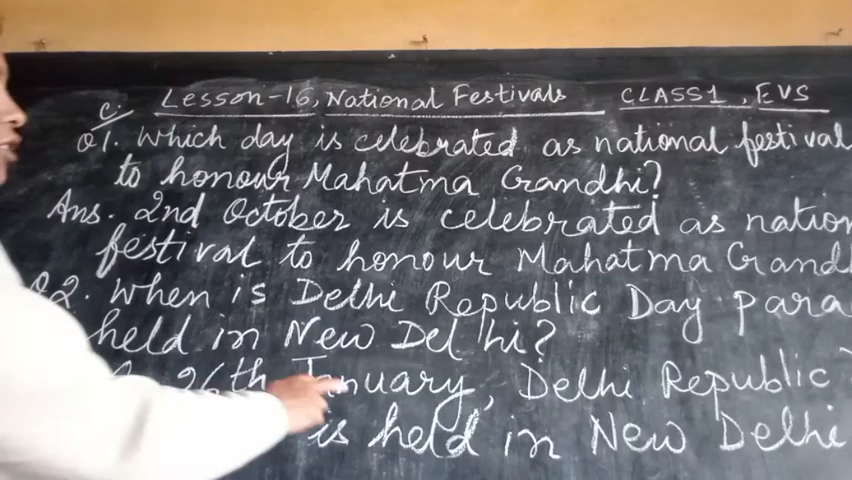 Lesson-16, National Festivals CLASS 1, EVS
C.
Q1. Which day is celebrated as national festival
to honour Mahatma Gandhi?
Ans. 2nd October is celebrated as nation
festival to honour Mahatma Gandh
Q2. When is Delhi Republic Day para
held in New Delhi?
26th January, Delhi Republic
is held in New Delhi